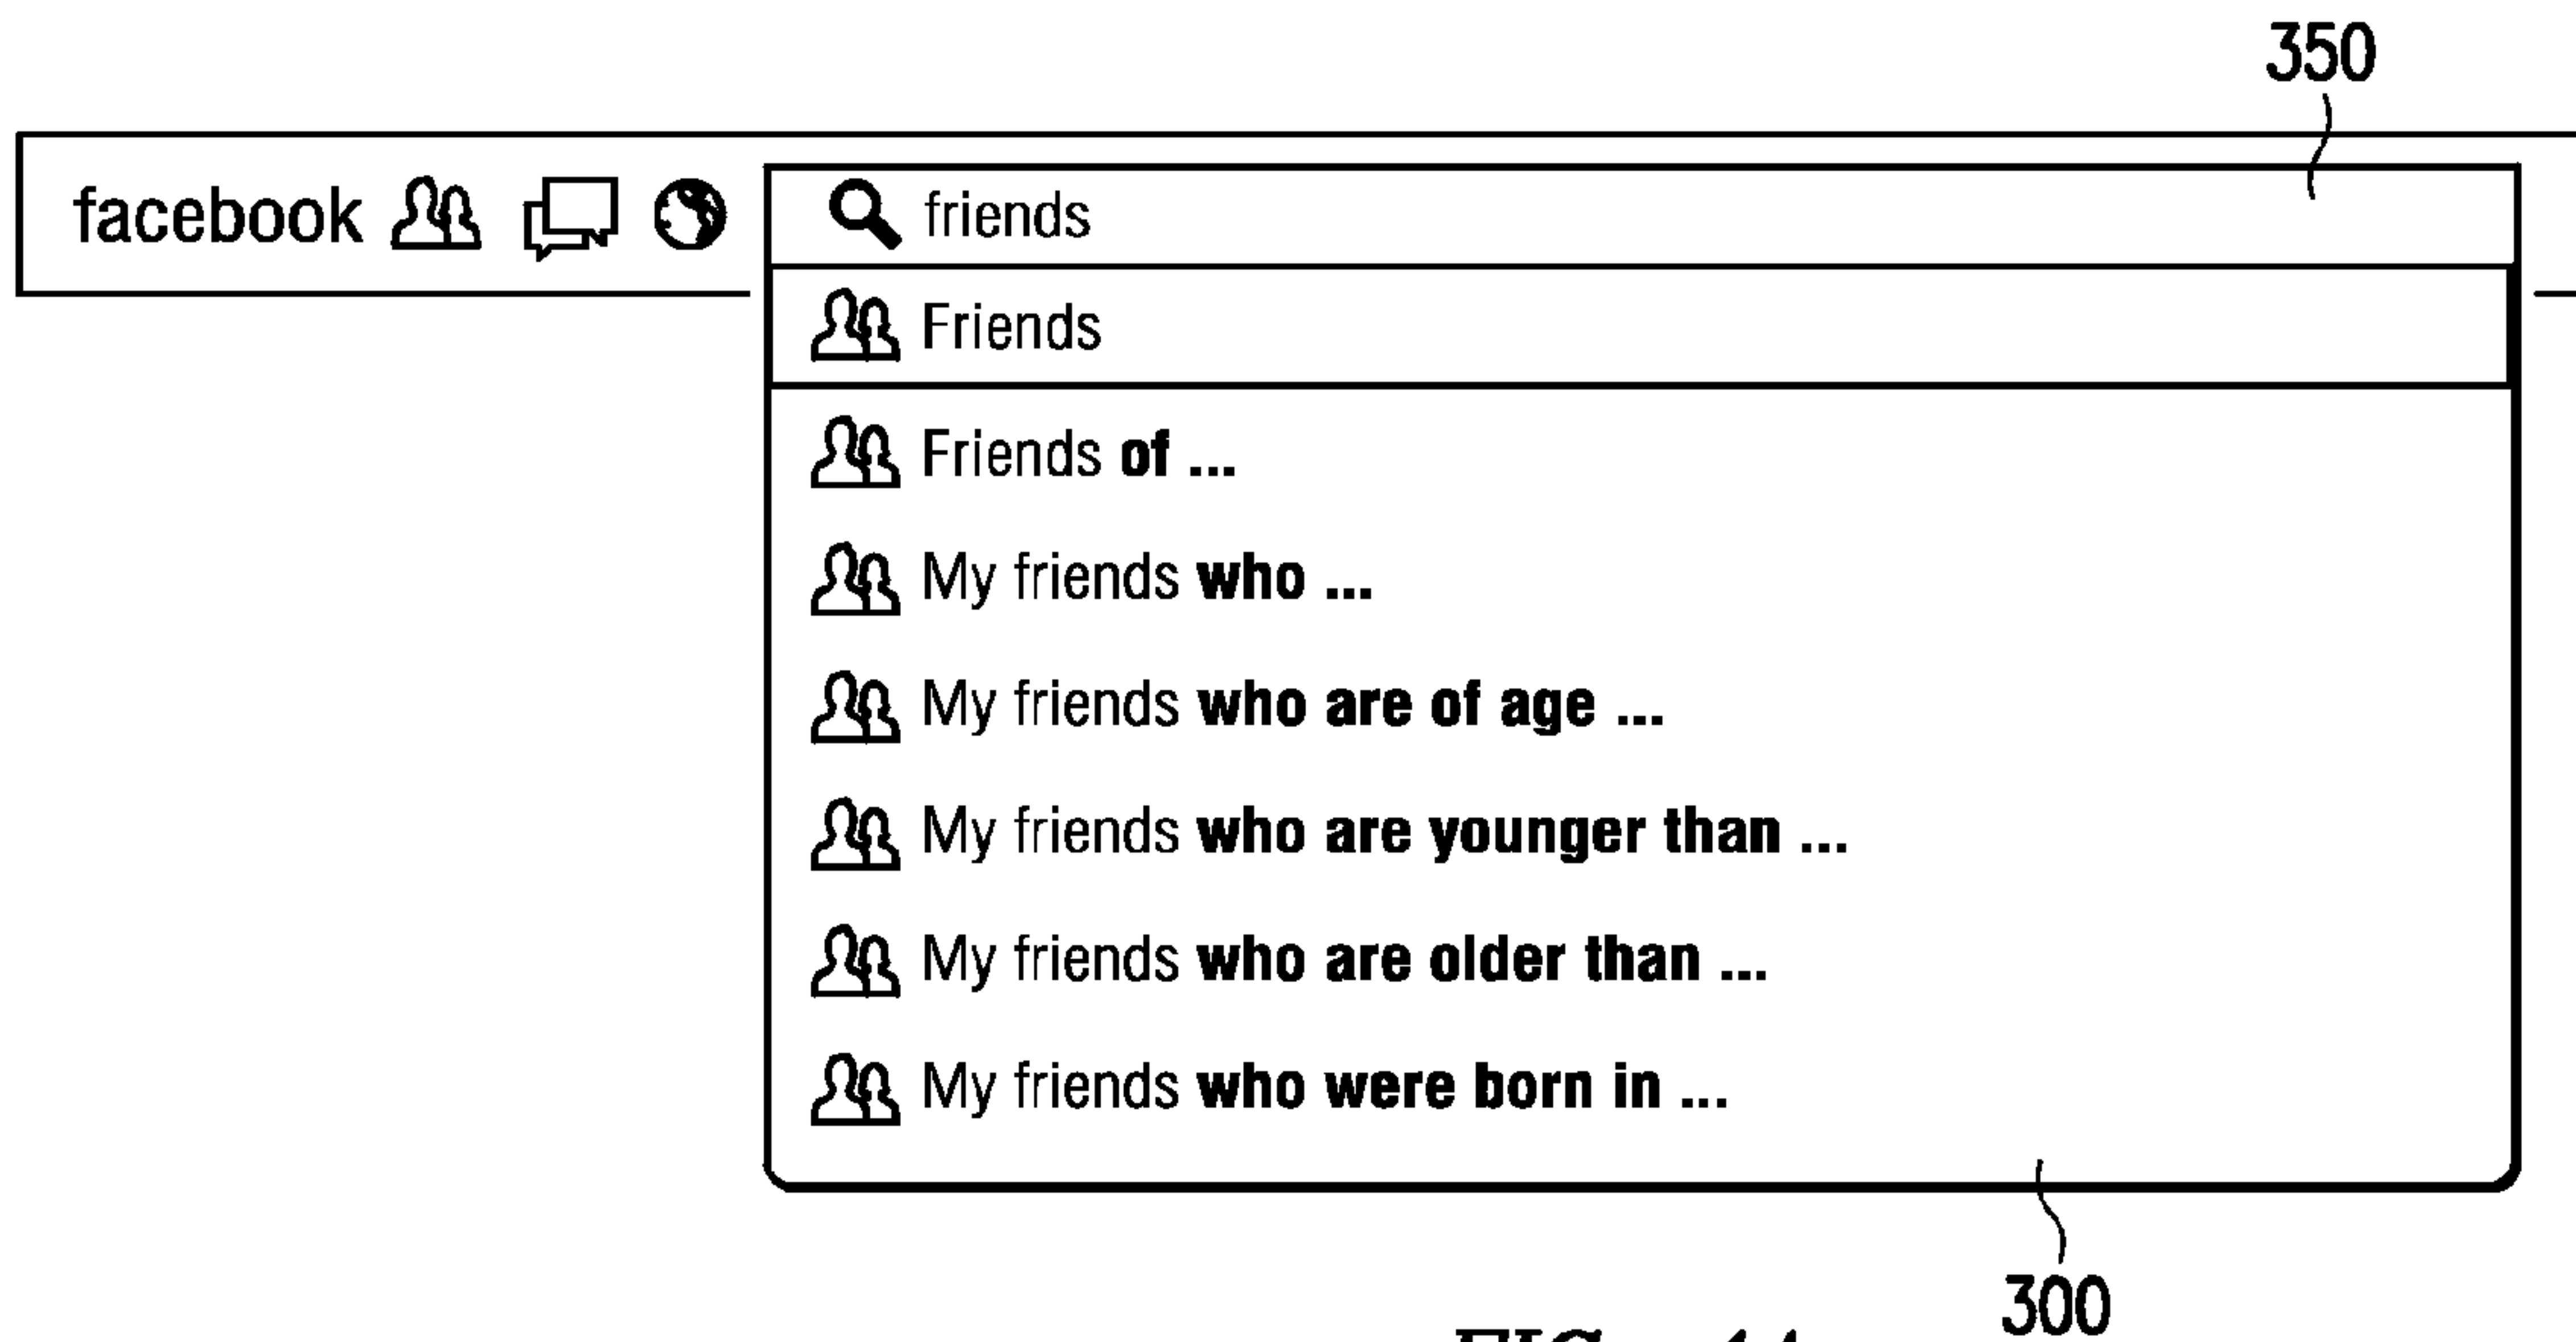 350
facebook
friends
Friends
Friends of ...
My friends who ...
My friends who are of age ...
My friends who are younger than ...
My friends who are older than ...
My friends who were born in ...
300